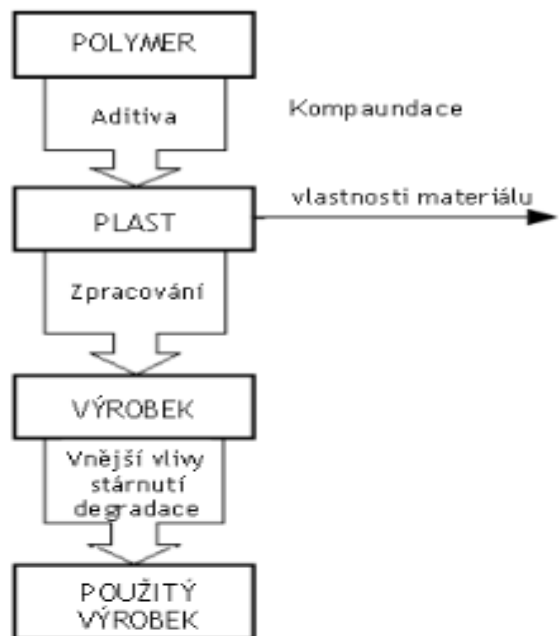 POLYMER
Aditiva
Kompaundace
PLAST
vlastnosti materiálu
Zpracování
VÝROBEK
Vnější vlivy
stárnutí
degradace
POUŽITÝ
VÝROBEK